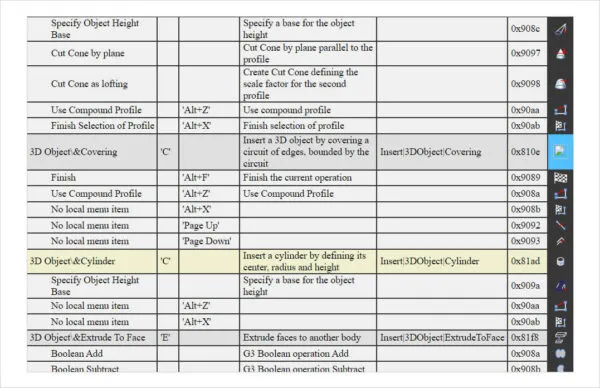 Specify Object Height Base Specify a base for the object height 0x908c
Cut Cone by plane Cut Cone by plane parallel to the profile 0x9097
Cut Cone as lofting Create Cut Cone defining the scale factor for the second profile 0x9098
Use Compound Profile 'Alt+Z' Use compound profile 0x90aa
Finish Selection of Profile 'Alt+X' Finish selection of profile 0x90ab
3D Object\&Covering 'C' Insert a 3D object by covering a circuit of edges, bounded by the circuit Insert|3DObject|Covering 0x810e
Finish 'Alt+F' Finish the current operation 0x9089
Use Compound Profile 'Alt+Z' Use Compound Profile 0x908a
No local menu item 'Alt+X' 0x908b
No local menu item 'Page Up' 0x9092
No local menu item 'Page Down' 0x9093
3D Object\&Cylinder 'C' Insert a cylinder by defining its center, radius and height Insert|3DObject|Cylinder 0x81ad
Specify Object Height Base Specify a base for the object height 0x909a
No local menu item 'Alt+Z' 0x90aa
No local menu item 'Alt+X' 0x90ab
3D Object\&Extrude To Face 'E' Extrude faces to another body Insert|3DObject|ExtrudeToFace 0x81f8
Boolean Add G3 Boolean operation Add 0x908a
Boolean Subtract G3 Boolean operation Subtract 0x908b